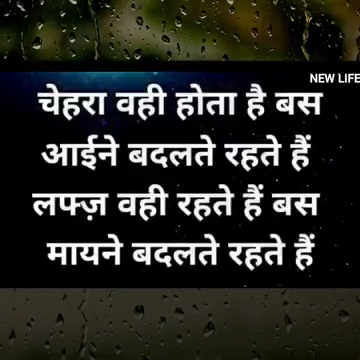 NEW LIFE
चेहरा वही होता है बस
आईने बदलते रहते हैं
लफ्ज़ वही रहते हैं बस
मायने बदलते रहते हैं